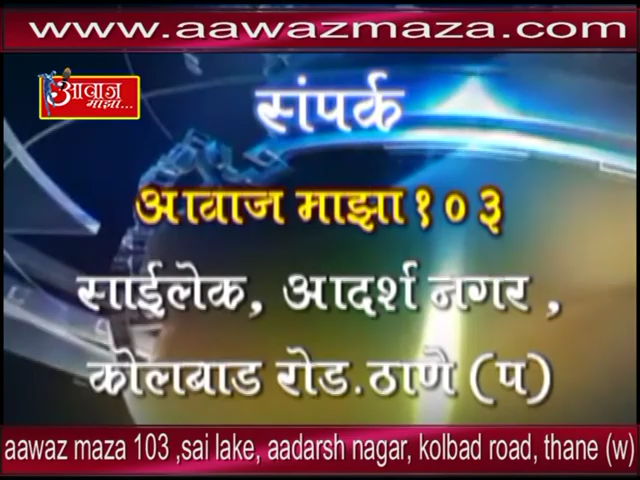 www.aawazmaza.com
आवाज
माझा...
संपर्क
आवाज माझा १०३
साईलेक, आदर्श नगर ,
कोलबाड रोड.ठाणे (प)
aawaz maza 103 ,sai lake, aadarsh nagar, kolbad road, thane (w)